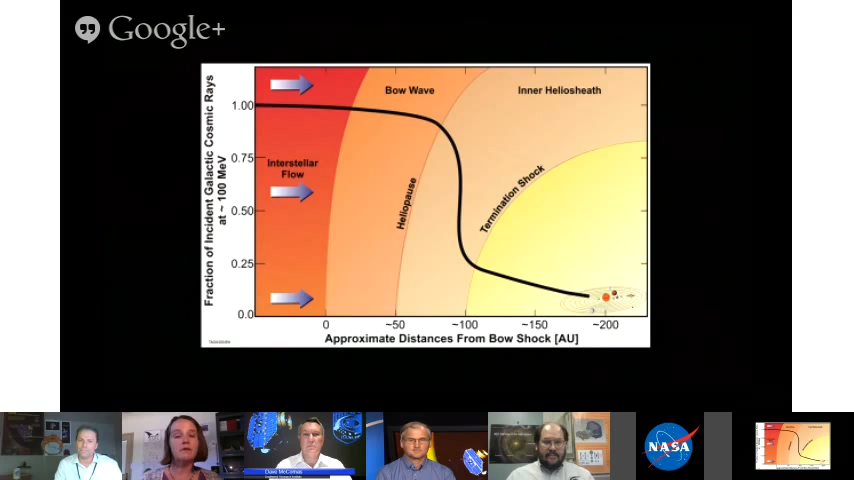 Google+
Fraction of Incident Galactic Cosmic Rays
at ~ 100 MeV
1.00
0.75
0.50
0.25
0.0
Bow Wave
Inner Heliosheath
Interstellar
Flow
Heliopause
Termination Shock
0
~50
~100
~150
~200
Approximate Distances From Bow Shock [AU]
Dave McComas
NASA